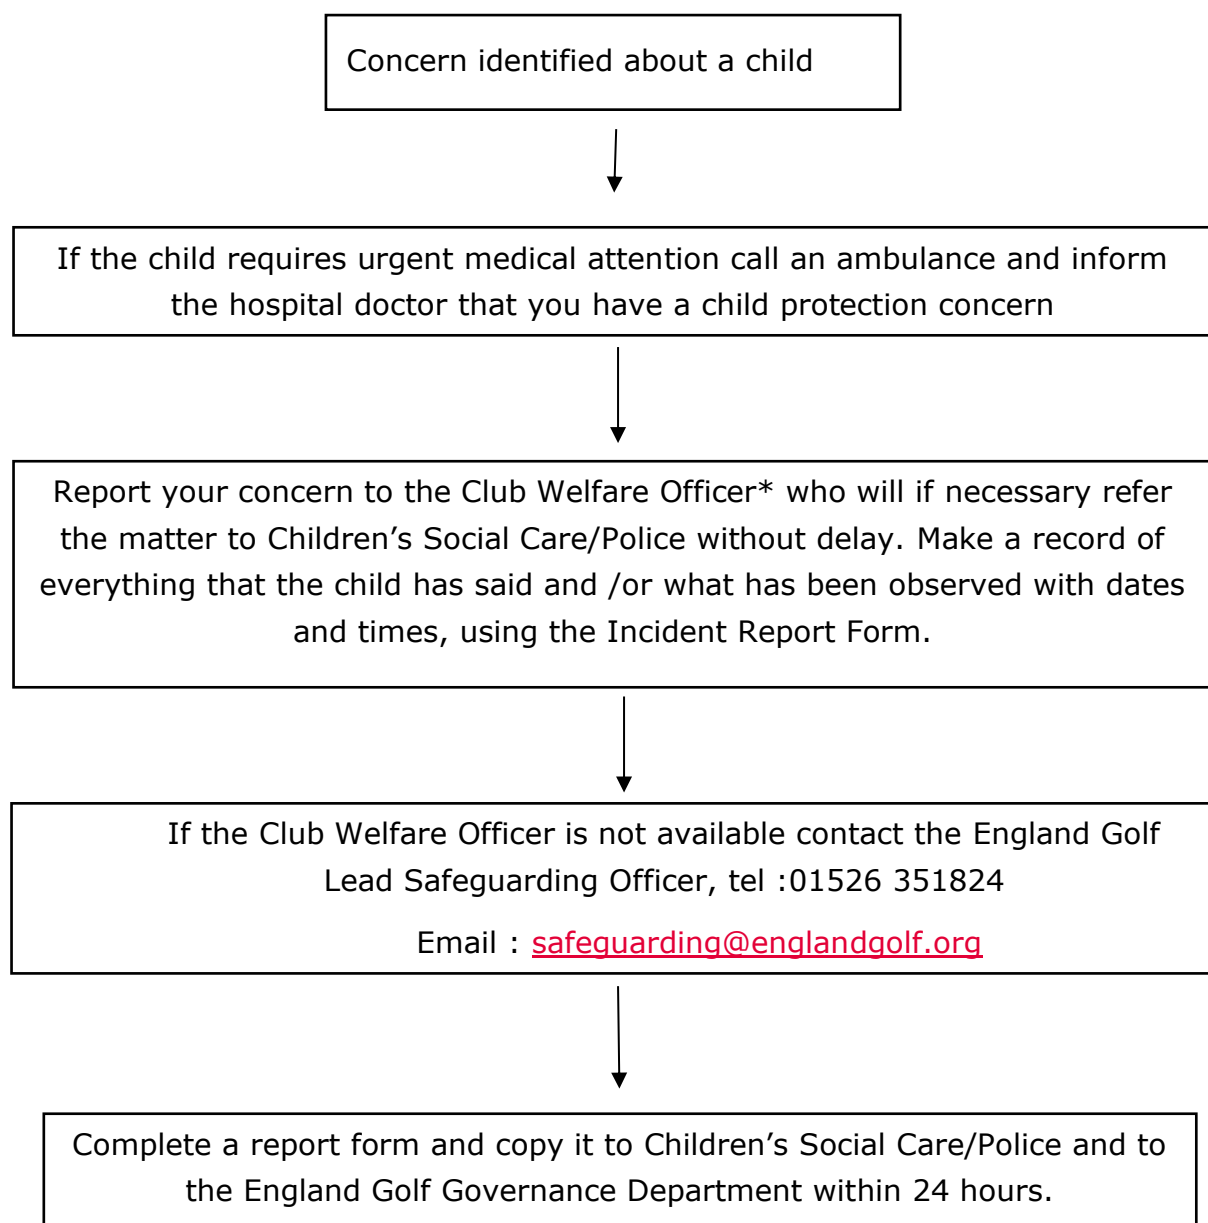 Concern identified about a child
If the child requires urgent medical attention call an ambulance and inform
the hospital doctor that you have a child protection concern
Report your concern to the Club Welfare Officer* who will if necessary refer
the matter to Children’s Social Care/Police without delay. Make a record of
everything that the child has said and /or what has been observed with dates
and times, using the Incident Report Form.
If the Club Welfare Officer is not available contact the England Golf
Lead Safeguarding Officer, tel :01526 351824
Email : safeguarding@englandgolf.org
Complete a report form and copy it to Children’s Social Care/Police and to
the England Golf Governance Department within 24 hours.